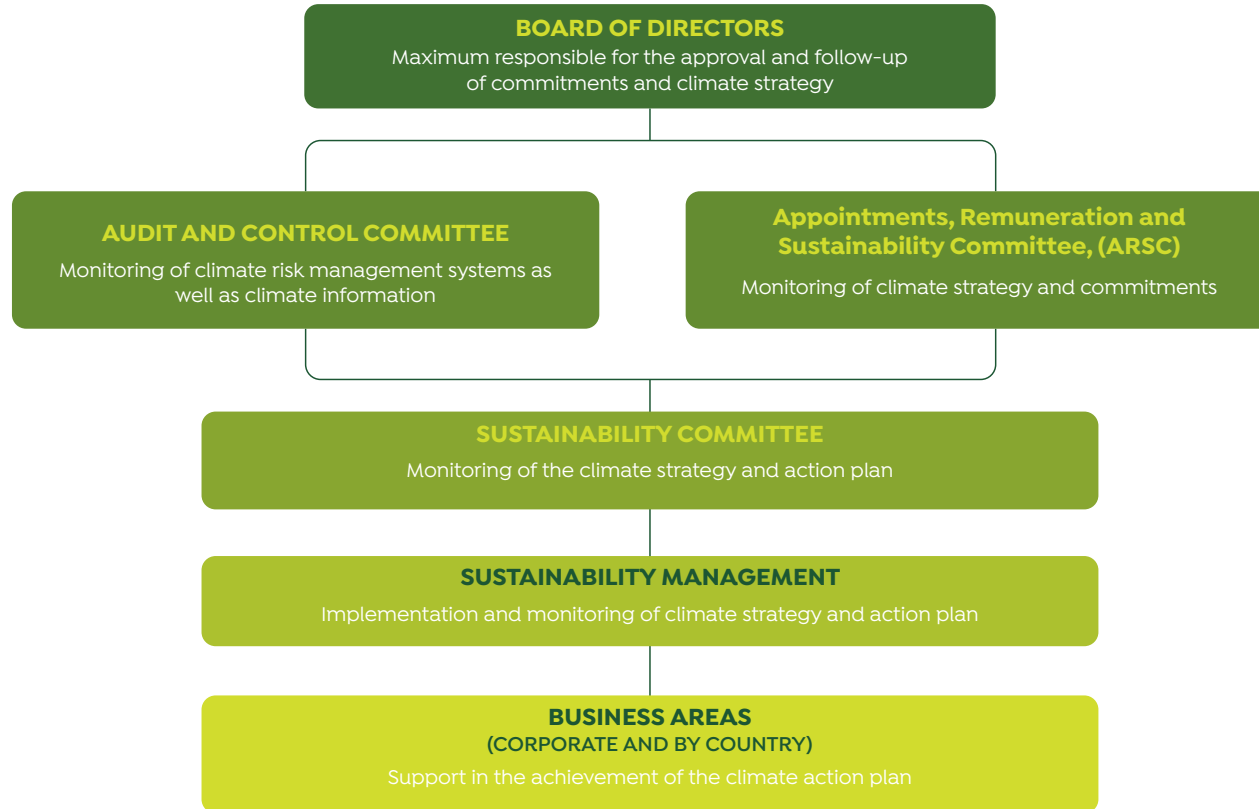 BOARD OF DIRECTORS
Maximum responsible for the approval and follow-up
of commitments and climate strategy
AUDIT AND CONTROL COMMITTEE
Monitoring of climate risk management systems as
well as climate information
Appointments, Remuneration and
Sustainability Committee, (ARSC)
Monitoring of climate strategy and commitments
SUSTAINABILITY COMMITTEE
Monitoring of the climate strategy and action plan
SUSTAINABILITY MANAGEMENT
Implementation and monitoring of climate strategy and action plan
BUSINESS AREAS
(CORPORATE AND BY COUNTRY)
Support in the achievement of the climate action plan